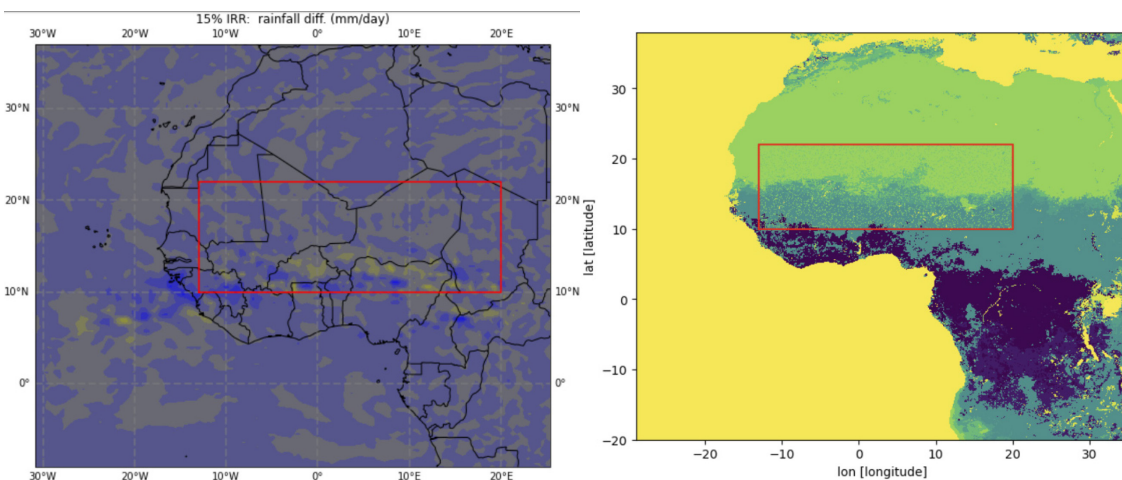 15% IRR: rainfall diff. (mm/day)
30°W 20°W 10°W 0° 10°E 20°E
30°N 30°N
20°N 20°N
10°N 10°N
0° 0°
30°W 20°W 10°W 0° 10°E 20°E
lat [latitude]
30
20
10
0
−10
−20
−20 −10 0 10 20 30
lon [longitude]